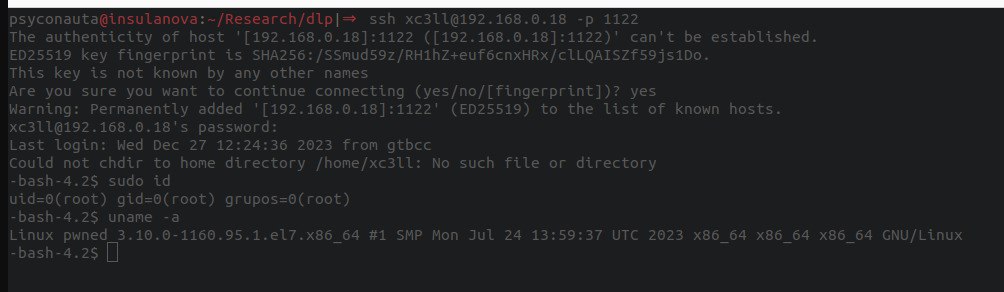 psyconauta@insulanova:~/Research/dlp|⇒ ssh xc3ll@192.168.0.18 -p 1122
The authenticity of host '[192.168.0.18]:1122 ([192.168.0.18]:1122)' can't be established.
ED25519 key fingerprint is SHA256:/SSmud59z/RH1hZ+euf6cnxHRx/clLQAISZf59js1Do.
This key is not known by any other names
Are you sure you want to continue connecting (yes/no/[fingerprint])? yes
Warning: Permanently added '[192.168.0.18]:1122' (ED25519) to the list of known hosts.
xc3ll@192.168.0.18's password:
Last login: Wed Dec 27 12:24:36 2023 from gtbcc
Could not chdir to home directory /home/xc3ll: No such file or directory
-bash-4.2$ sudo id
uid=0(root) gid=0(root) grupos=0(root)
-bash-4.2$ uname -a
Linux pwned 3.10.0-1160.95.1.el7.x86_64 #1 SMP Mon Jul 24 13:59:37 UTC 2023 x86_64 x86_64 x86_64 GNU/Linux
-bash-4.2$